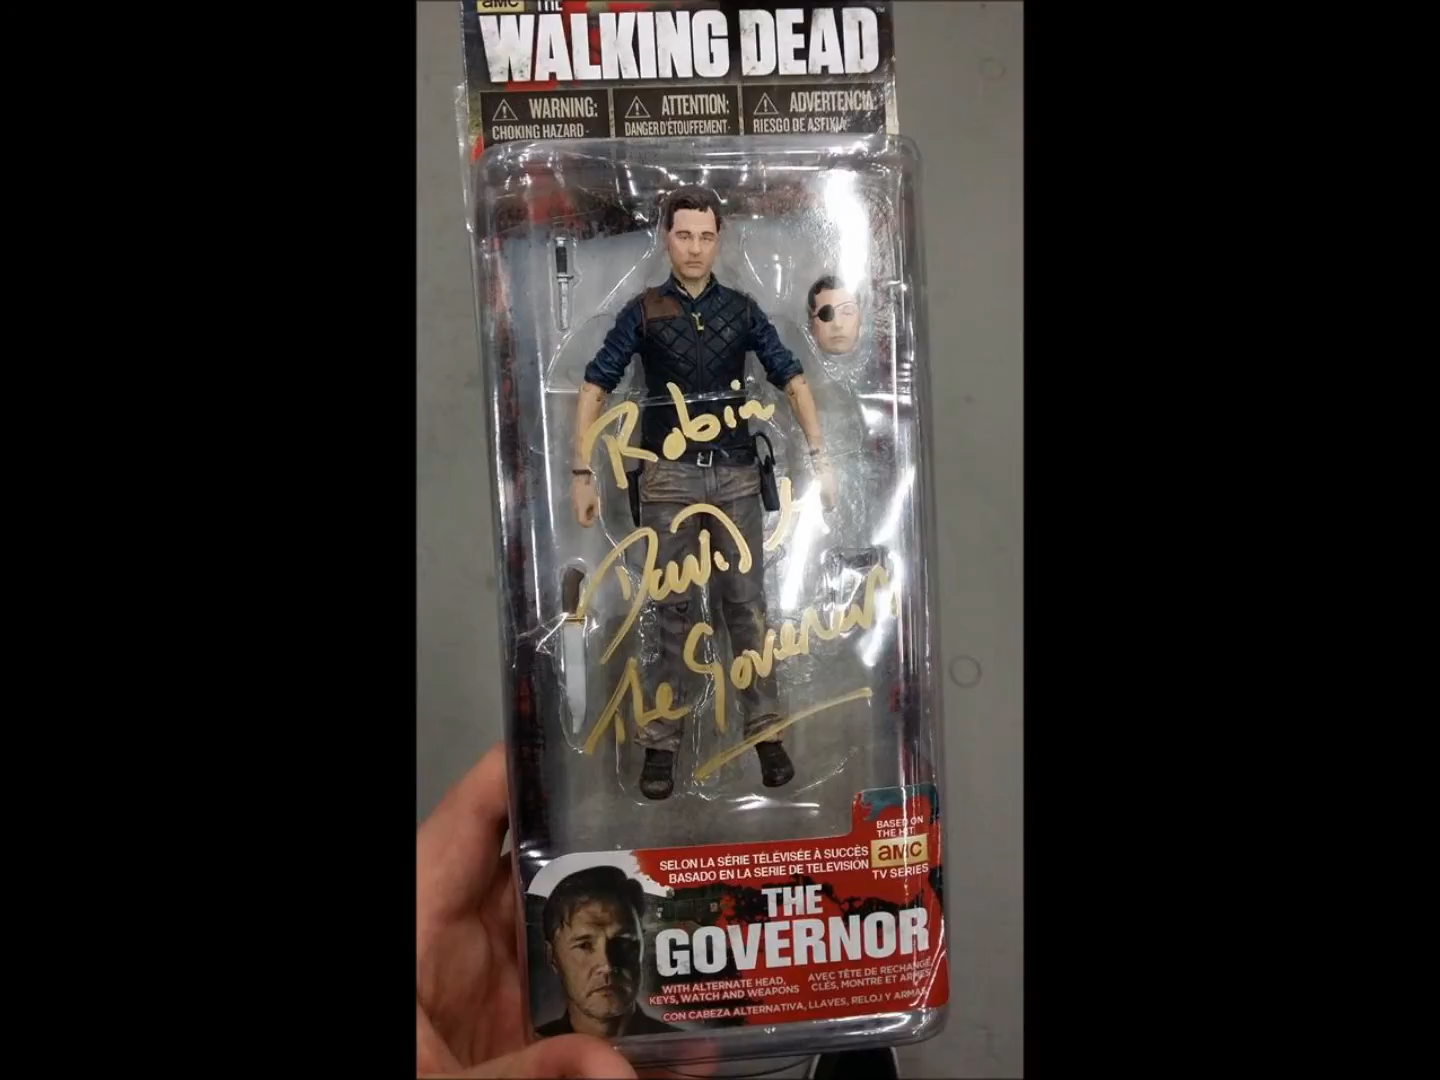 aMC THE
WALKING DEAD™
WARNING:
CHOKING HAZARD -
ATTENTION:
DANGER D'ÉTOUFFEMENT -
ADVERTENCIA:
RIESGO DE ASFIXIA-
Robin
David
The Governor
BASED ON
THE HIT
aMC
TV SERIES
SELON LA SÉRIE TÉLÉVISÉE À SUCCÈS
BASADO EN LA SERIE DE TELEVISIÓN
THE
GOVERNOR
WITH ALTERNATE HEAD,
KEYS, WATCH AND WEAPONS
AVEC TÊTE DE RECHANGE,
CLÉS, MONTRE ET ARMES
CON CABEZA ALTERNATIVA, LLAVES, RELOJ Y ARMAS